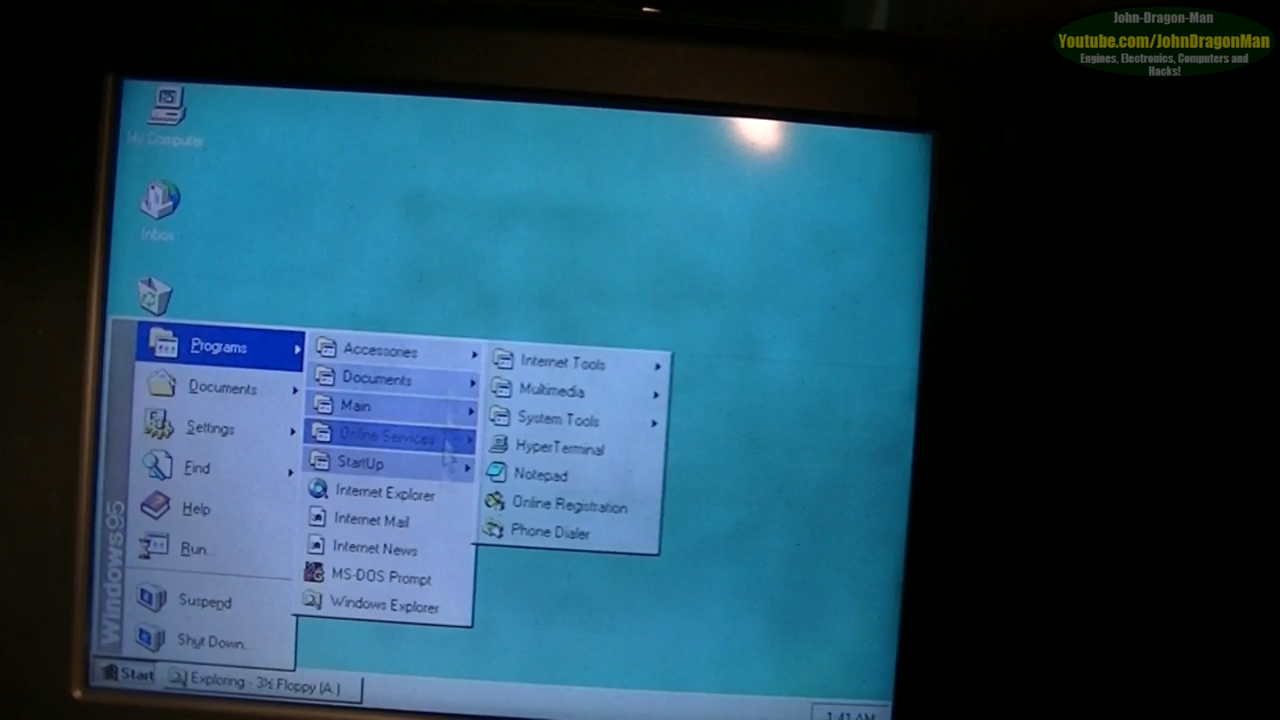 John-Dragon-Man
Youtube.com/JohnDragonMan
Engines, Electronics, Computers and
Hacks!
My Computer
Inbox
Programs
Documents
Settings
Find
Help
Run...
Suspend
Shut Down...
Windows95
Accessories
Documents
Main
Online Services
StartUp
Internet Explorer
Internet Mail
Internet News
MS-DOS Prompt
Windows Explorer
Internet Tools
Multimedia
System Tools
HyperTerminal
Notepad
Online Registration
Phone Dialer
Start
Exploring - 3½ Floppy (A:)
1:41 AM